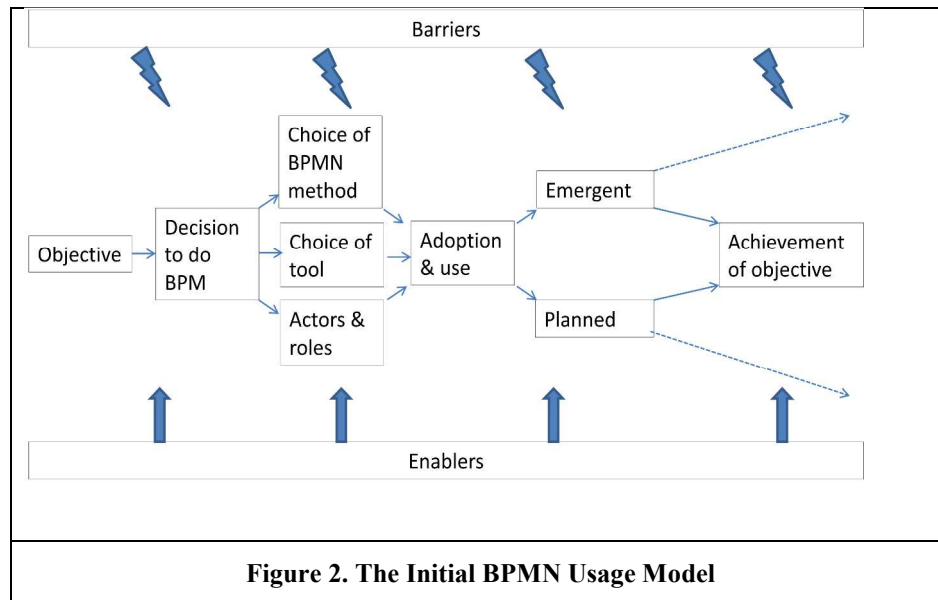 Barriers
Choice of
BPMN
method
Emergent
Decision
to do
BPM
Objective
Choice of
tool
Adoption
& use
Achievement
of objective
Actors &
roles
Planned
Enablers
Figure 2. The Initial BPMN Usage Model